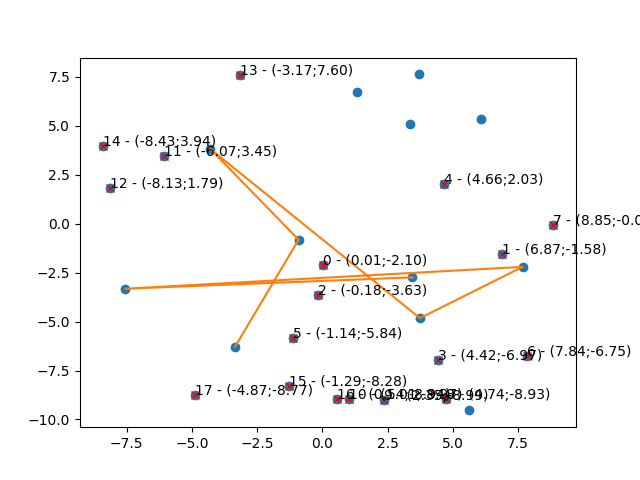 13 - (-3.17;7.60)
14 - (-8.43;3.94)
11 - (-6.07;3.45)
12 - (-8.13;1.79)
4 - (4.66;2.03)
7 - (8.85;-0.0
1 - (6.87;-1.58)
0 - (0.01;-2.10)
2 - (-0.18;-3.63)
5 - (-1.14;-5.84)
3 - (4.42;-6.97)
6 - (7.84;-6.75)
15 - (-1.29;-8.28)
17 - (-4.87;-8.77)
7.5
5.0
2.5
0.0
−2.5
−5.0
−7.5
−10.0
−7.5 −5.0 −2.5 0.0 2.5 5.0 7.5